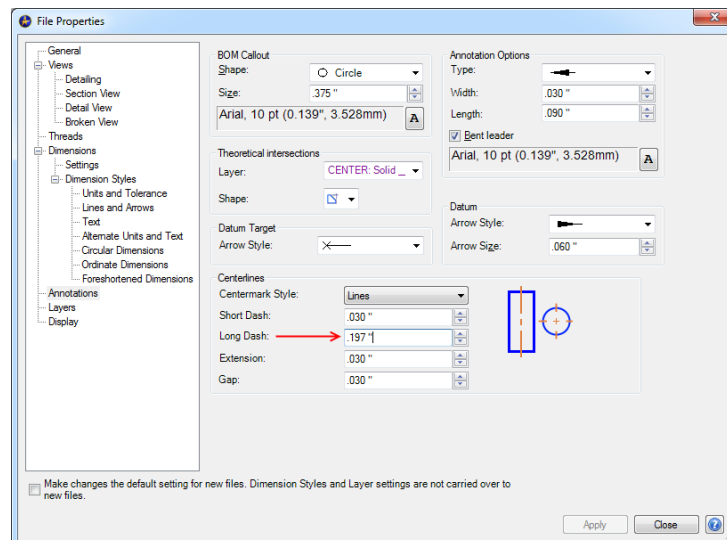 File Properties
General
Views
Detailing
Section View
Detail View
Broken View
Threads
Dimensions
Settings
Dimension Styles
Units and Tolerance
Lines and Arrows
Text
Alternate Units and Text
Circular Dimensions
Ordinate Dimensions
Foreshortened Dimensions
Annotations
Layers
Display
BOM Callout
Shape: Circle
Size: .375 "
Arial, 10 pt (0.139", 3.528mm) A
Theoretical intersections
Layer: CENTER: Solid _
Shape:
Datum Target
Arrow Style:
Annotation Options
Type:
Width: .030 "
Length: .090 "
Bent leader
Arial, 10 pt (0.139", 3.528mm) A
Datum
Arrow Style:
Arrow Size: .060 "
Centerlines
Centermark Style: Lines
Short Dash: .030 "
Long Dash: .197 "
Extension: .030 "
Gap: .030 "
Make changes the default setting for new files. Dimension Styles and Layer settings are not carried over to
new files.
Apply Close ?